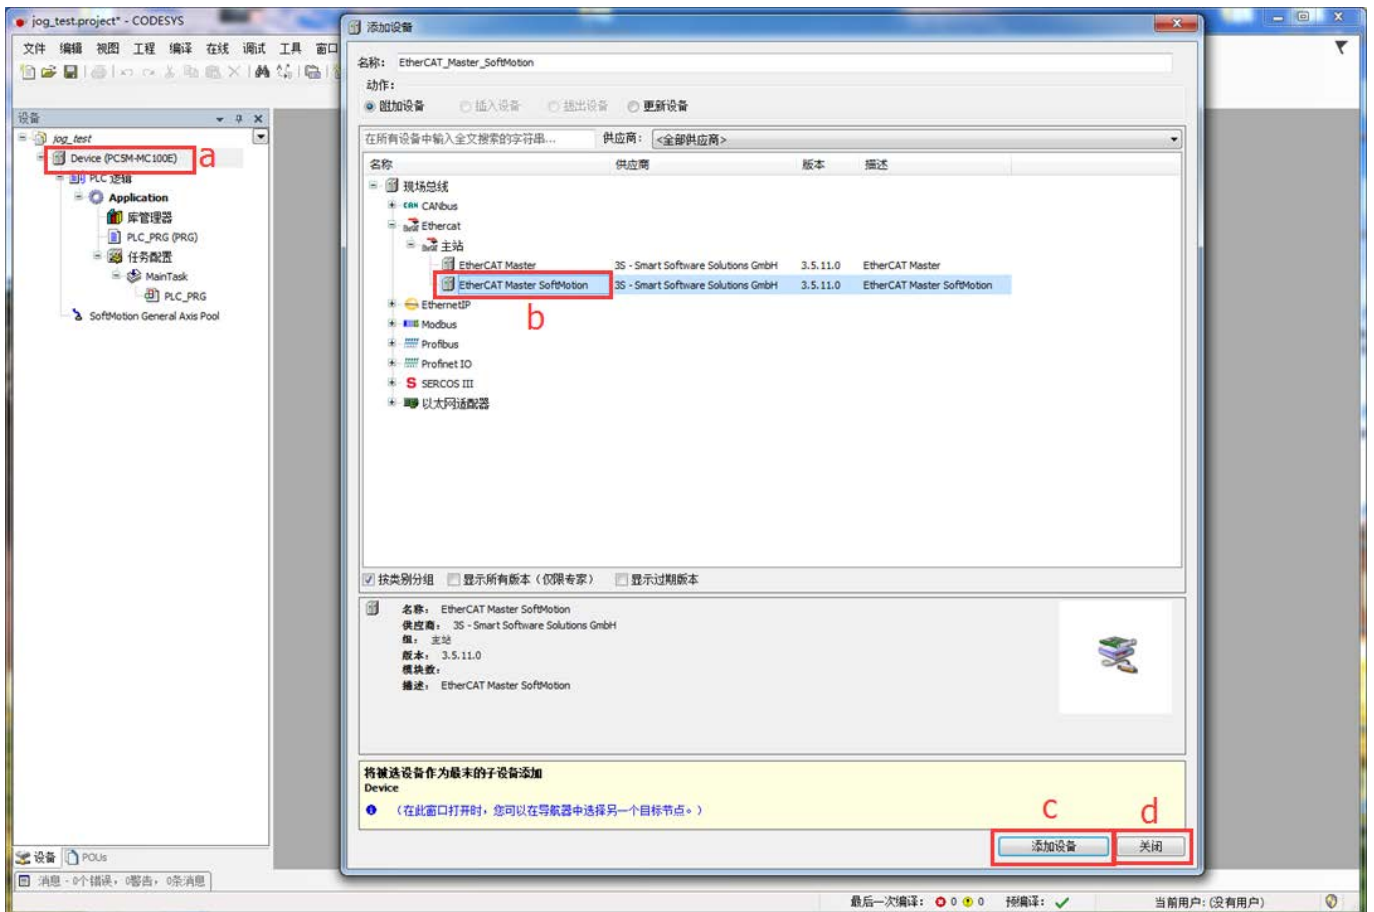 jog_test.project* - CODESYS
文件 编辑 视图 工程 编译 在线 调试 工具 窗口
设备
jog_test
Device (PCSM-MC100E)
a
PLC 逻辑
Application
库管理器
PLC_PRG (PRG)
任务配置
MainTask
PLC_PRG
SoftMotion General Axis Pool
设备 POUs
消息 - 0个错误，0警告，0条消息
添加设备
名称： EtherCAT_Master_SoftMotion
动作：
附加设备 插入设备 拔出设备 更新设备
在所有设备中输入全文搜索的字符串... 供应商： <全部供应商>
名称 供应商 版本 描述
现场总线
CAN CANbus
Ethercat
主站
EtherCAT Master 3S - Smart Software Solutions GmbH 3.5.11.0 EtherCAT Master
EtherCAT Master SoftMotion 3S - Smart Software Solutions GmbH 3.5.11.0 EtherCAT Master SoftMotion
b
EthernetIP
Modbus
Profibus
Profinet IO
S SERCOS III
以太网适配器
按类别分组 显示所有版本（仅限专家） 显示过期版本
名称： EtherCAT Master SoftMotion
供应商： 3S - Smart Software Solutions GmbH
组： 主站
版本： 3.5.11.0
模块数：
描述： EtherCAT Master SoftMotion
将被选设备作为最末的子设备添加
Device
（在此窗口打开时，您可以在导航器中选择另一个目标节点。）
c d
添加设备 关闭
最后一次编译： 0 0 预编译： 当前用户：(没有用户)